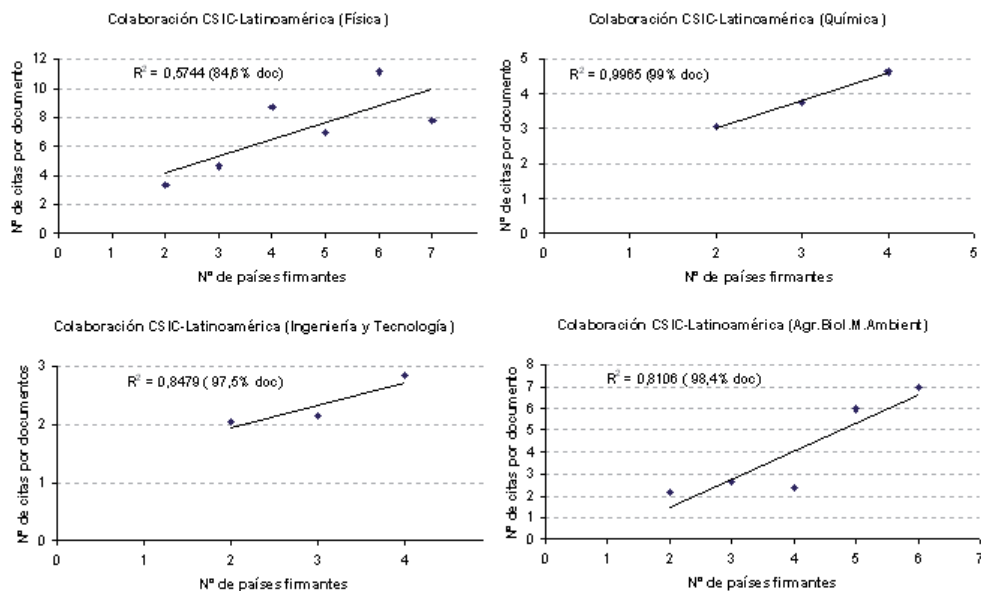 Colaboración CSIC-Latinoamérica (Física)
R² = 0,5744 (84,6% doc)
Nº de citas por documento
12
10
8
6
4
2
0
0 1 2 3 4 5 6 7
Nº de países firmantes
Colaboración CSIC-Latinoamérica (Química)
R² = 0,9965 (99% doc)
Nº de citas por documento
5
4
3
2
1
0
0 1 2 3 4 5
Nº de países firmantes
Colaboración CSIC-Latinoamérica (Ingeniería y Tecnología)
R² = 0,8479 (97,5% doc)
Nº de citas por documentos
3
2
1
0
0 1 2 3 4
Nº de países firmantes
Colaboración CSIC-Latinoamérica (Agr.Biol.M.Ambient)
R² = 0,8106 (98,4% doc)
Nº de citas por documento
8
7
6
5
4
3
2
1
0
0 1 2 3 4 5 6 7
Nº de países firmantes